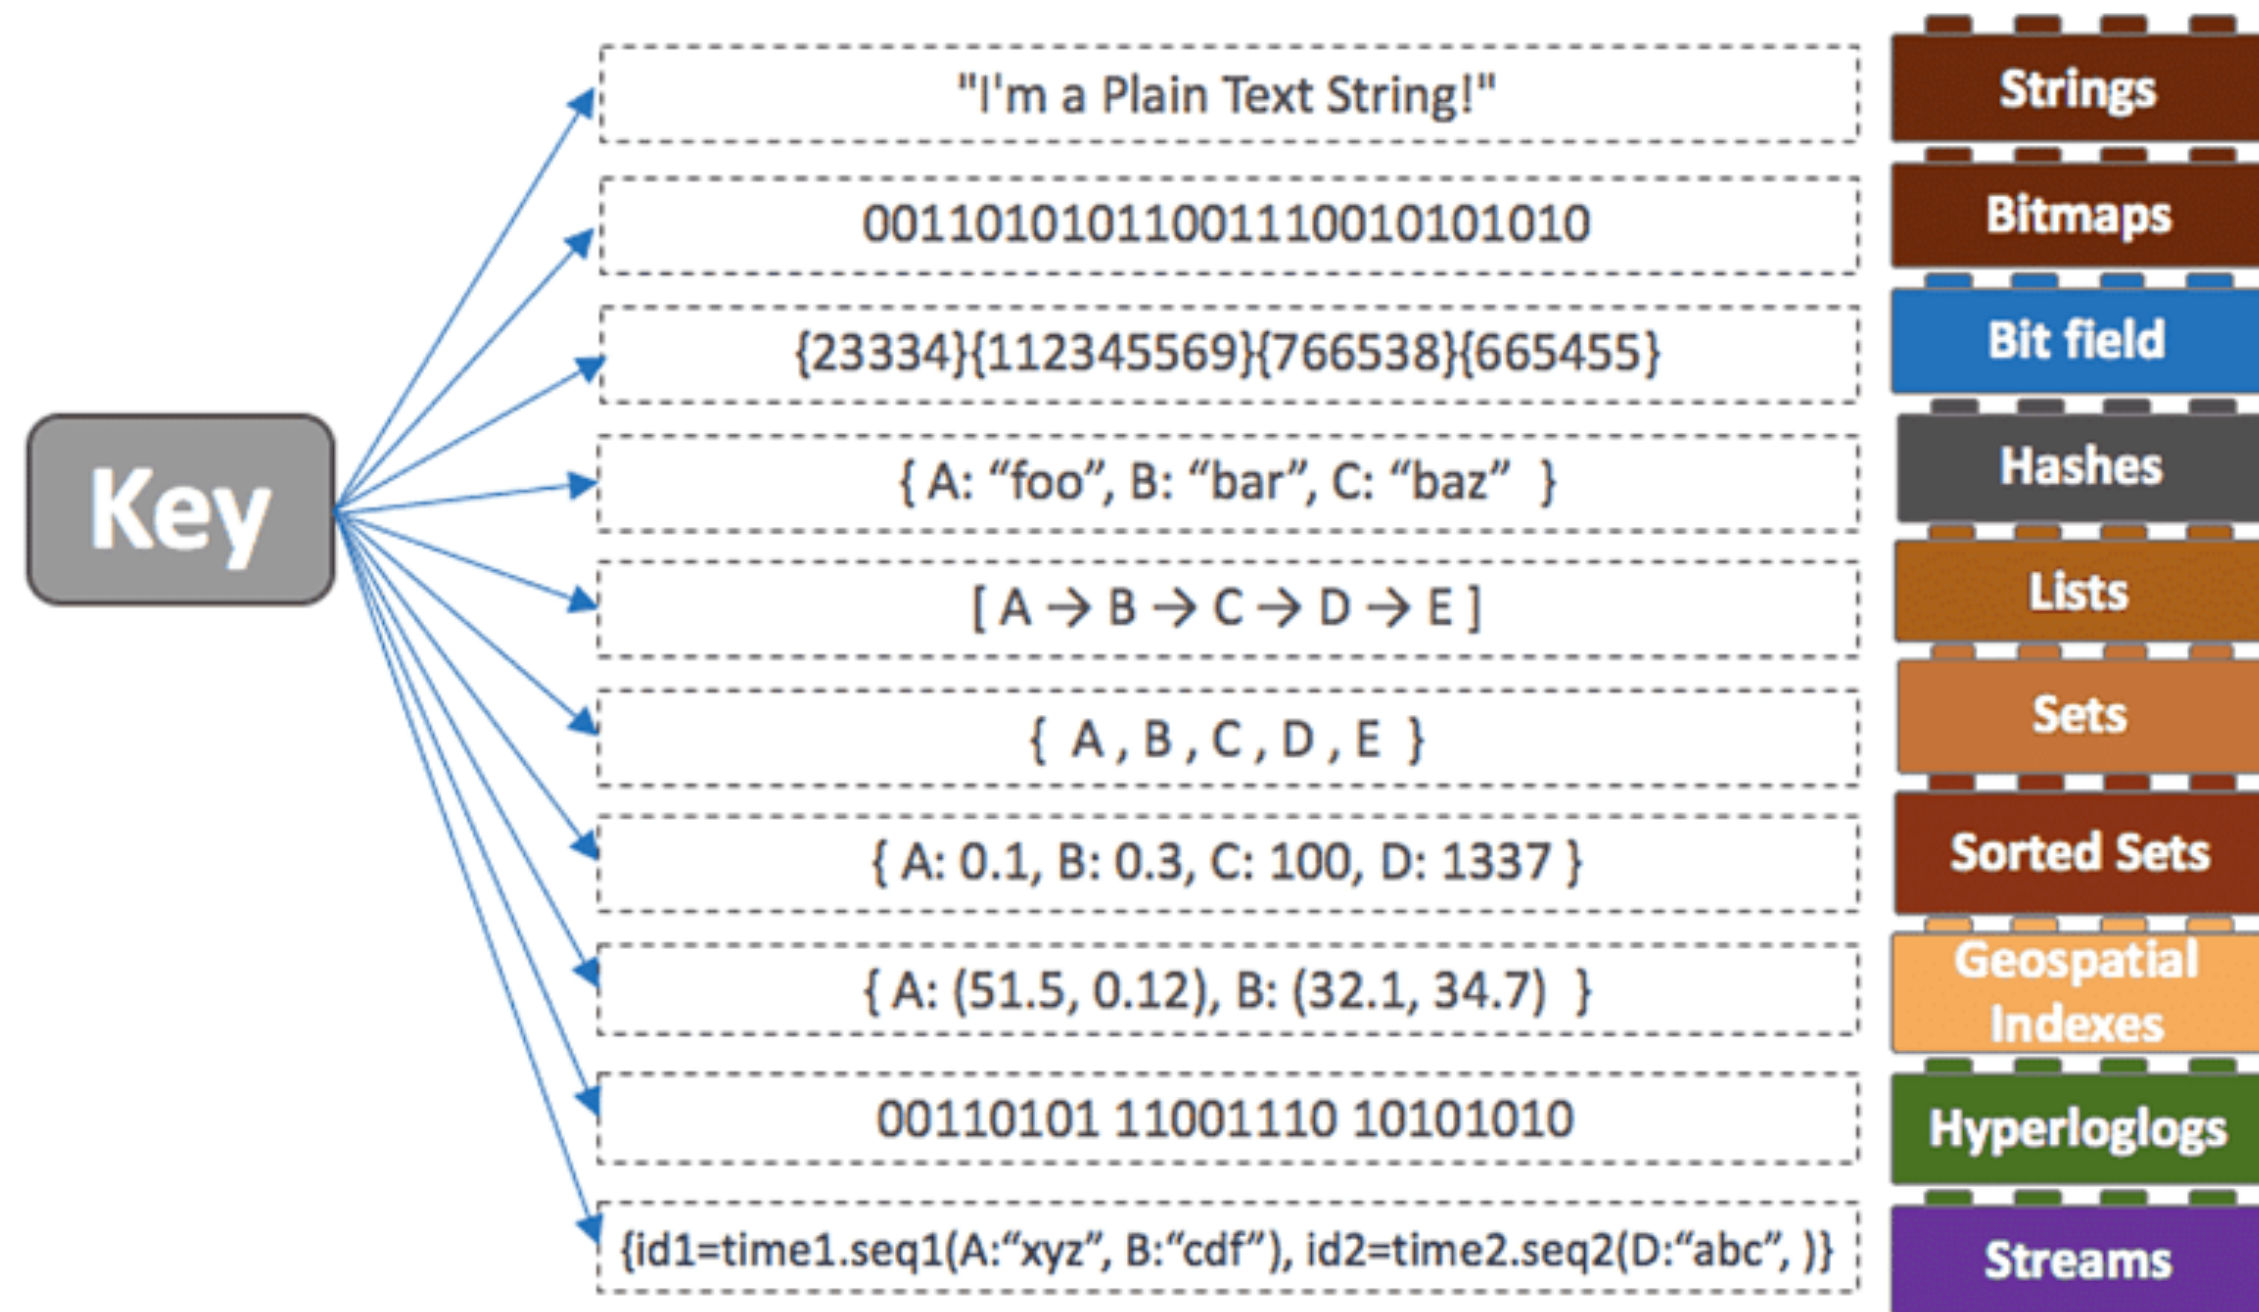 "I'm a Plain Text String!"
Strings
00110101011001110010101010
Bitmaps
{23334}{112345569}{766538}{665455}
Bit field
Key
{ A: “foo”, B: “bar”, C: “baz” }
Hashes
[ A → B → C → D → E ]
Lists
{ A , B , C , D , E }
Sets
{ A: 0.1, B: 0.3, C: 100, D: 1337 }
Sorted Sets
{ A: (51.5, 0.12), B: (32.1, 34.7) }
Geospatial
Indexes
00110101 11001110 10101010
Hyperloglogs
{id1=time1.seq1(A:“xyz”, B:“cdf”), id2=time2.seq2(D:“abc”, )}
Streams